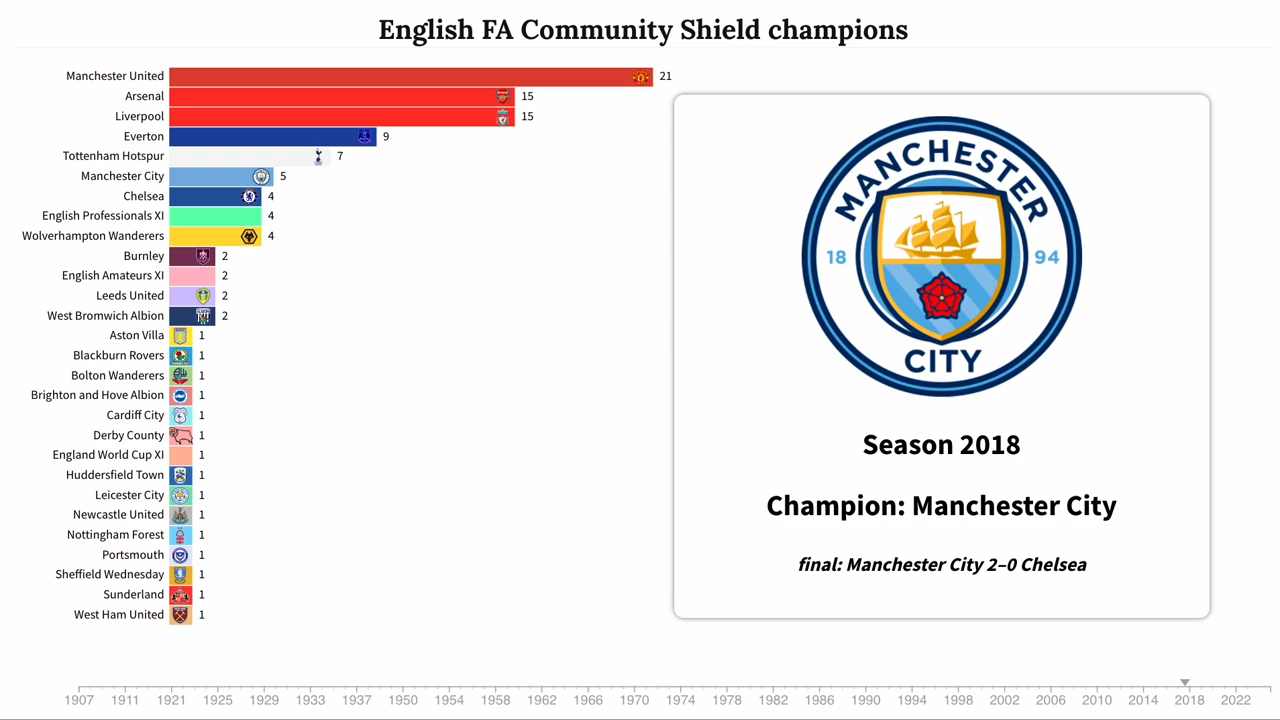 English FA Community Shield champions
Manchester United 21
Arsenal 15
Liverpool 15
Everton 9
Tottenham Hotspur 7
Manchester City 5
Chelsea 4
English Professionals XI 4
Wolverhampton Wanderers 4
Burnley 2
English Amateurs XI 2
Leeds United 2
West Bromwich Albion 2
Aston Villa 1
Blackburn Rovers 1
Bolton Wanderers 1
Brighton and Hove Albion 1
Cardiff City 1
Derby County 1
England World Cup XI 1
Huddersfield Town 1
Leicester City 1
Newcastle United 1
Nottingham Forest 1
Portsmouth 1
Sheffield Wednesday 1
Sunderland 1
West Ham United 1
MANCHESTER
18 94
CITY
Season 2018
Champion: Manchester City
final: Manchester City 2–0 Chelsea
1907 1911 1921 1925 1929 1933 1937 1950 1954 1958 1962 1966 1970 1974 1978 1982 1986 1990 1994 1998 2002 2006 2010 2014 2018 2022